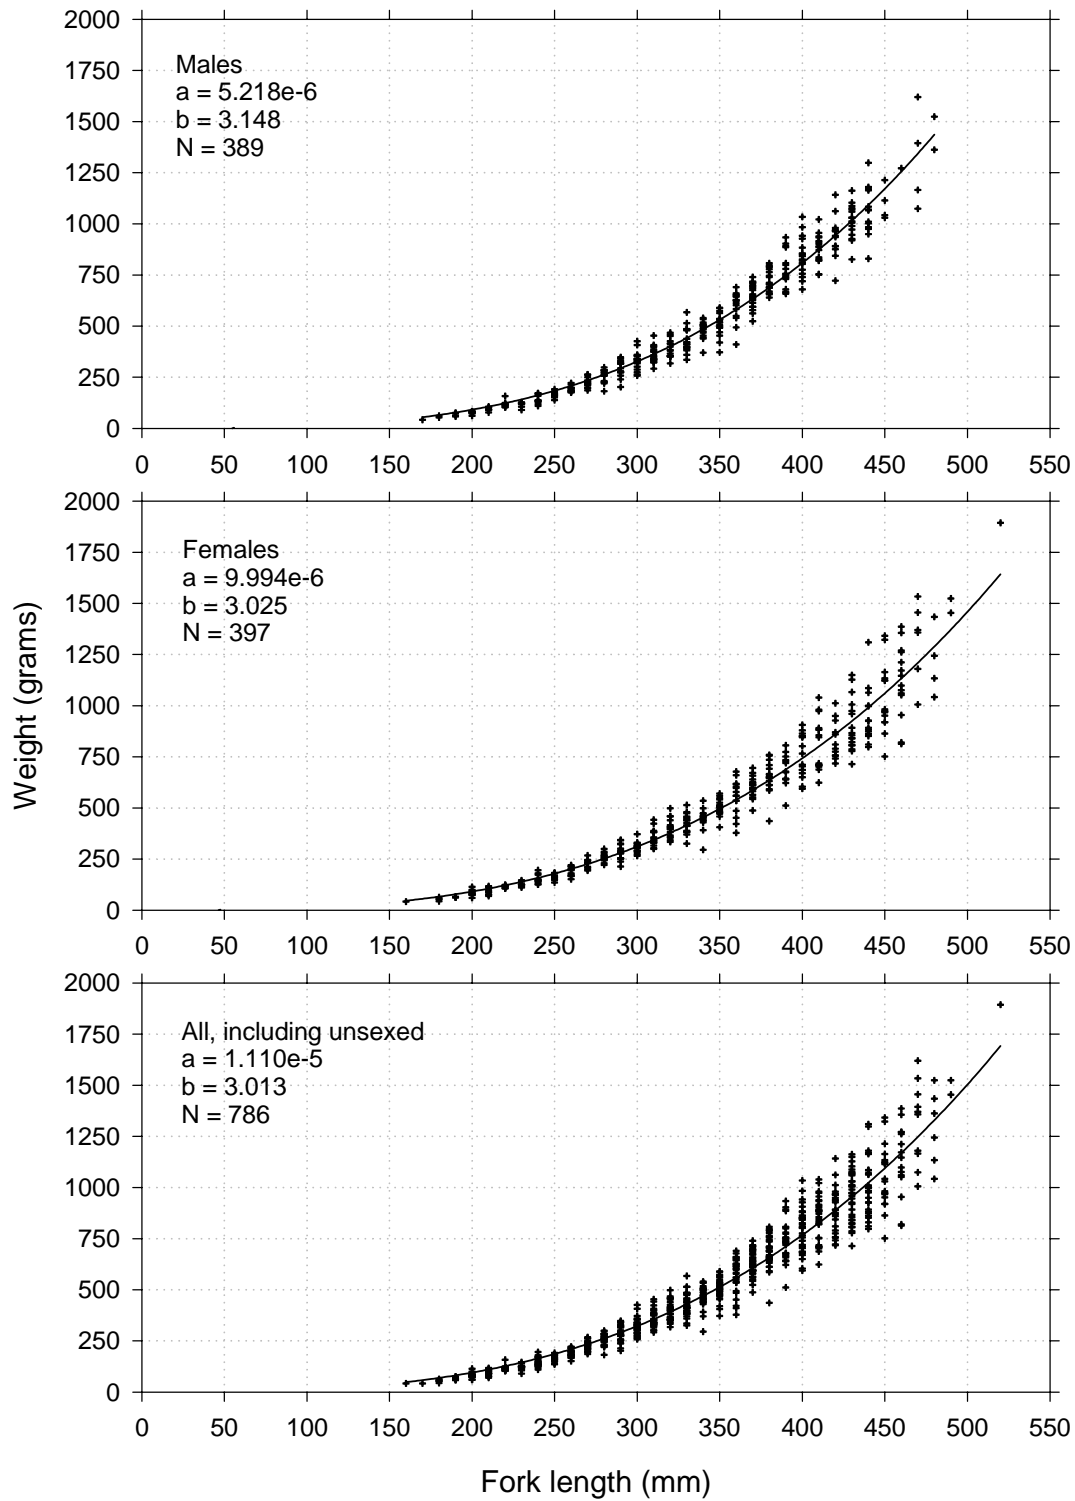 2000
1750
1500
1250
1000
750
500
250
0
Males
a = 5.218e-6
b = 3.148
N = 389
0 50 100 150 200 250 300 350 400 450 500 550
Weight (grams)
2000
1750
1500
1250
1000
750
500
250
0
Females
a = 9.994e-6
b = 3.025
N = 397
0 50 100 150 200 250 300 350 400 450 500 550
2000
1750
1500
1250
1000
750
500
250
0
All, including unsexed
a = 1.110e-5
b = 3.013
N = 786
0 50 100 150 200 250 300 350 400 450 500 550
Fork length (mm)